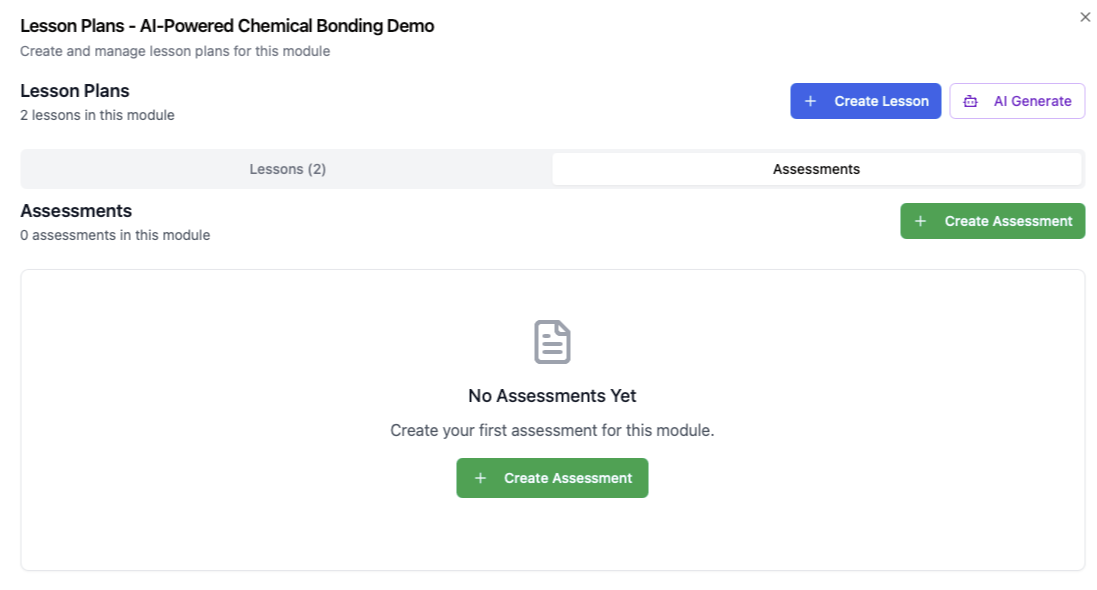 Lesson Plans - AI-Powered Chemical Bonding Demo
Create and manage lesson plans for this module
Lesson Plans
2 lessons in this module
Create Lesson
AI Generate
Lessons (2)
Assessments
Assessments
0 assessments in this module
Create Assessment
No Assessments Yet
Create your first assessment for this module.
Create Assessment